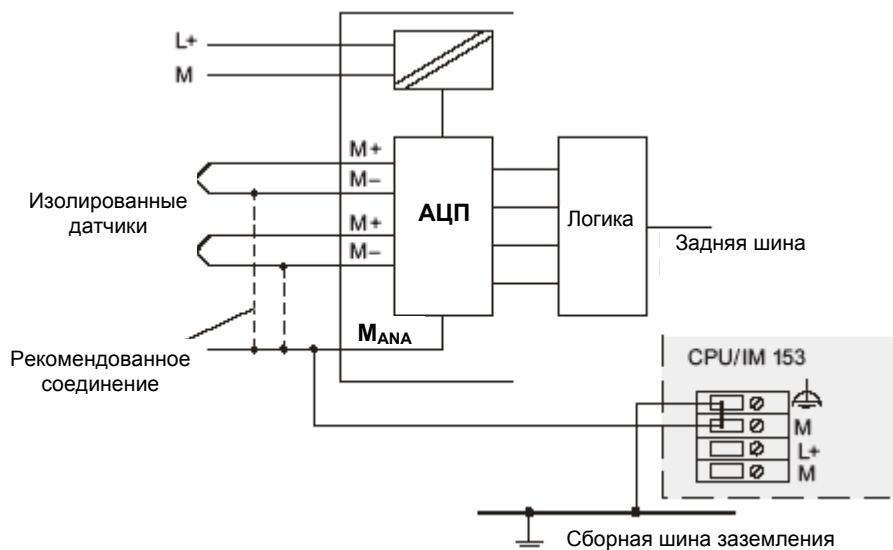 L+
M
M+
M–
Изолированные
датчики
M+
M–
АЦП
Логика
Задняя шина
MANA
Рекомендованное
соединение
CPU/IM 153
M
L+
M
Сборная шина заземления